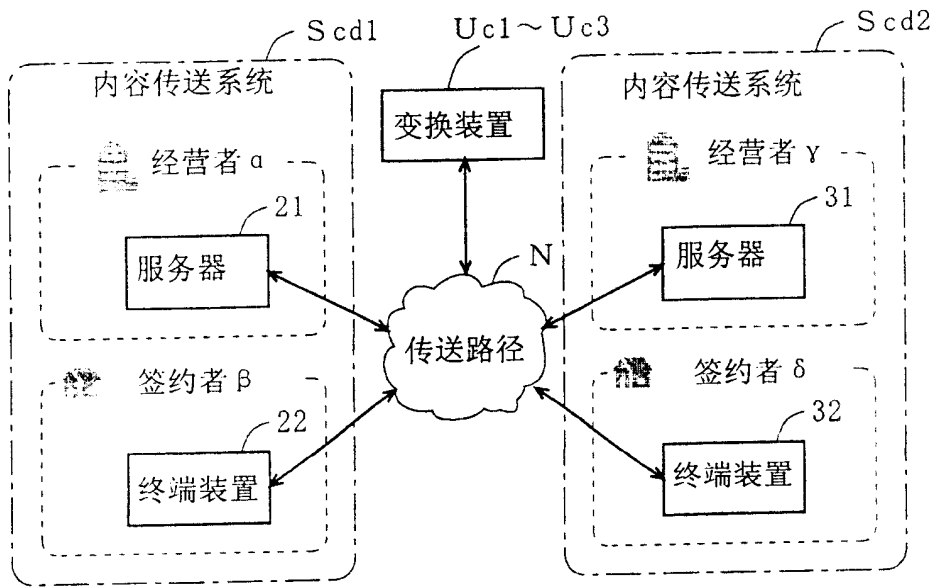 Scd1
Uc1～Uc3
Scd2
内容传送系统
变换装置
内容传送系统
经营者α
经营者γ
21
31
服务器
服务器
N
传送路径
签约者β
签约者δ
22
32
终端装置
终端装置